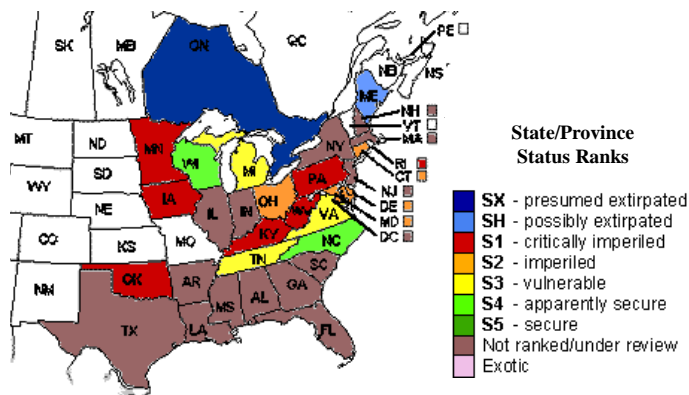 PE
SK
MB
ON
QC
NB
NS
ME
NH
VT
MA
MT
ND
MN
WI
MI
NY
RI
CT
SD
WY
IA
PA
NJ
DE
MD
DC
NE
IL
IN
OH
WV
VA
CO
KS
MO
KY
NC
TN
NM
OK
AR
SC
MS
AL
GA
TX
LA
FL
State/Province
Status Ranks
SX - presumed extirpated
SH - possibly extirpated
S1 - critically imperiled
S2 - imperiled
S3 - vulnerable
S4 - apparently secure
S5 - secure
Not ranked/under review
Exotic